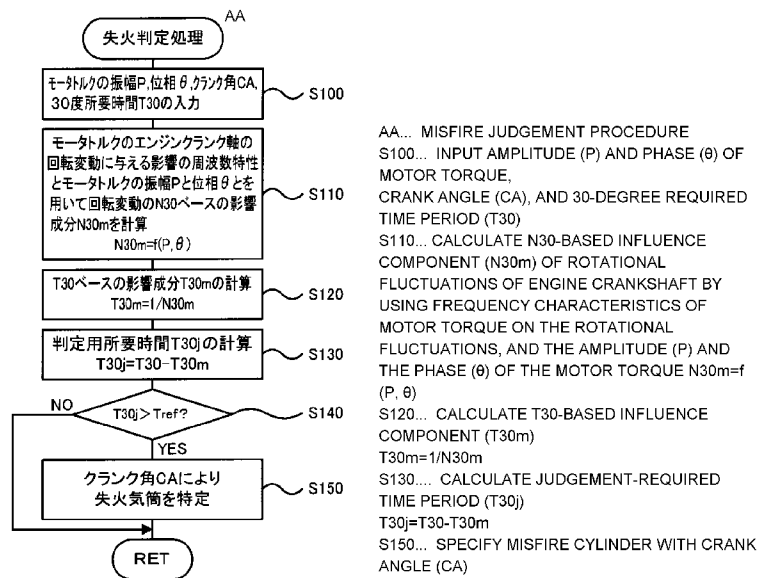 AA
失火判定処理
モータトルクの振幅P,位相θ,クランク角CA,
30度所要時間T30の入力
S100
モータトルクのエンジンクランク軸の
回転変動に与える影響の周波数特性
とモータトルクの振幅Pと位相θとを
用いて回転変動のN30ベースの影響
成分N30mを計算
N30m=f(P,θ)
S110
T30ベースの影響成分T30mの計算
T30m=1/N30m
S120
判定用所要時間T30jの計算
T30j=T30-T30m
S130
NO
T30j>Tref?
S140
YES
クランク角CAにより
失火気筒を特定
S150
RET
AA... MISFIRE JUDGEMENT PROCEDURE
S100... INPUT AMPLITUDE (P) AND PHASE (θ) OF
MOTOR TORQUE,
CRANK ANGLE (CA), AND 30-DEGREE REQUIRED
TIME PERIOD (T30)
S110... CALCULATE N30-BASED INFLUENCE
COMPONENT (N30m) OF ROTATIONAL
FLUCTUATIONS OF ENGINE CRANKSHAFT BY
USING FREQUENCY CHARACTERISTICS OF
MOTOR TORQUE ON THE ROTATIONAL
FLUCTUATIONS, AND THE AMPLITUDE (P) AND
THE PHASE (θ) OF THE MOTOR TORQUE N30m=f
(P, θ)
S120... CALCULATE T30-BASED INFLUENCE
COMPONENT (T30m)
T30m=1/N30m
S130... CALCULATE JUDGEMENT-REQUIRED
TIME PERIOD (T30j)
T30j=T30-T30m
S150... SPECIFY MISFIRE CYLINDER WITH CRANK
ANGLE (CA)